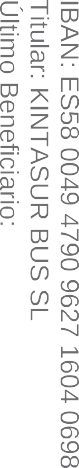 IBAN: ES58 0049 4790 9627 1604 0698
Titular: KINTASUR BUS SL
Último Beneficiario: